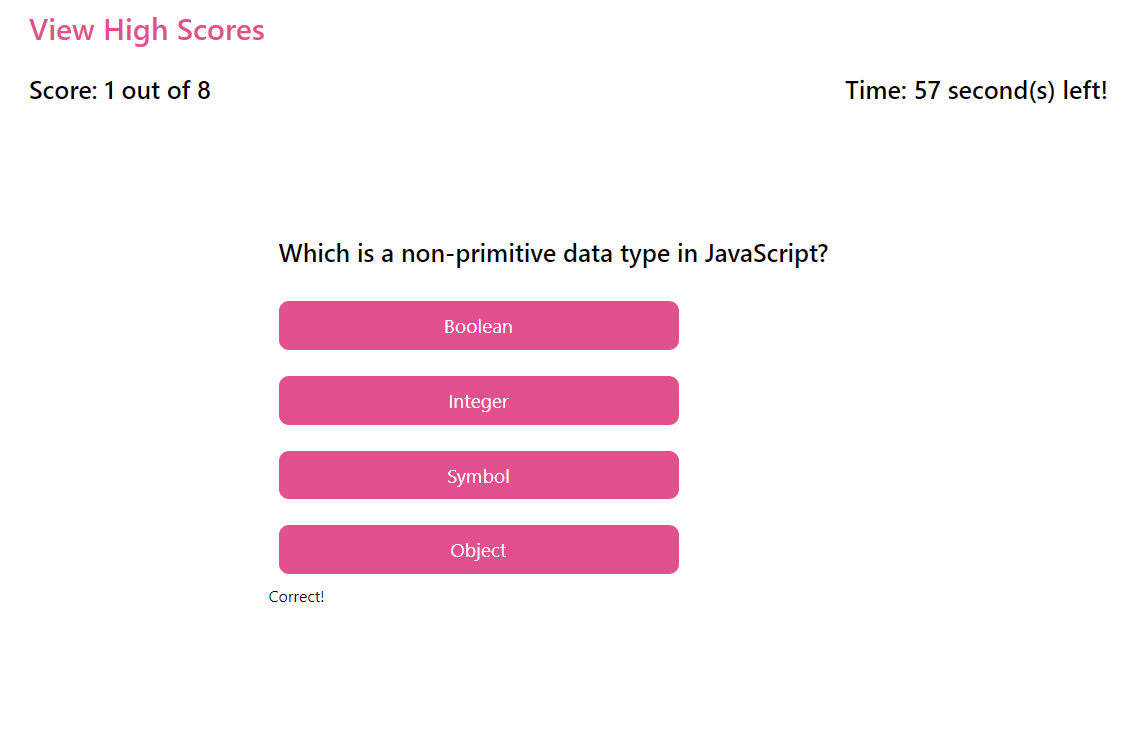 View High Scores
Score: 1 out of 8
Time: 57 second(s) left!
Which is a non-primitive data type in JavaScript?
Boolean
Integer
Symbol
Object
Correct!